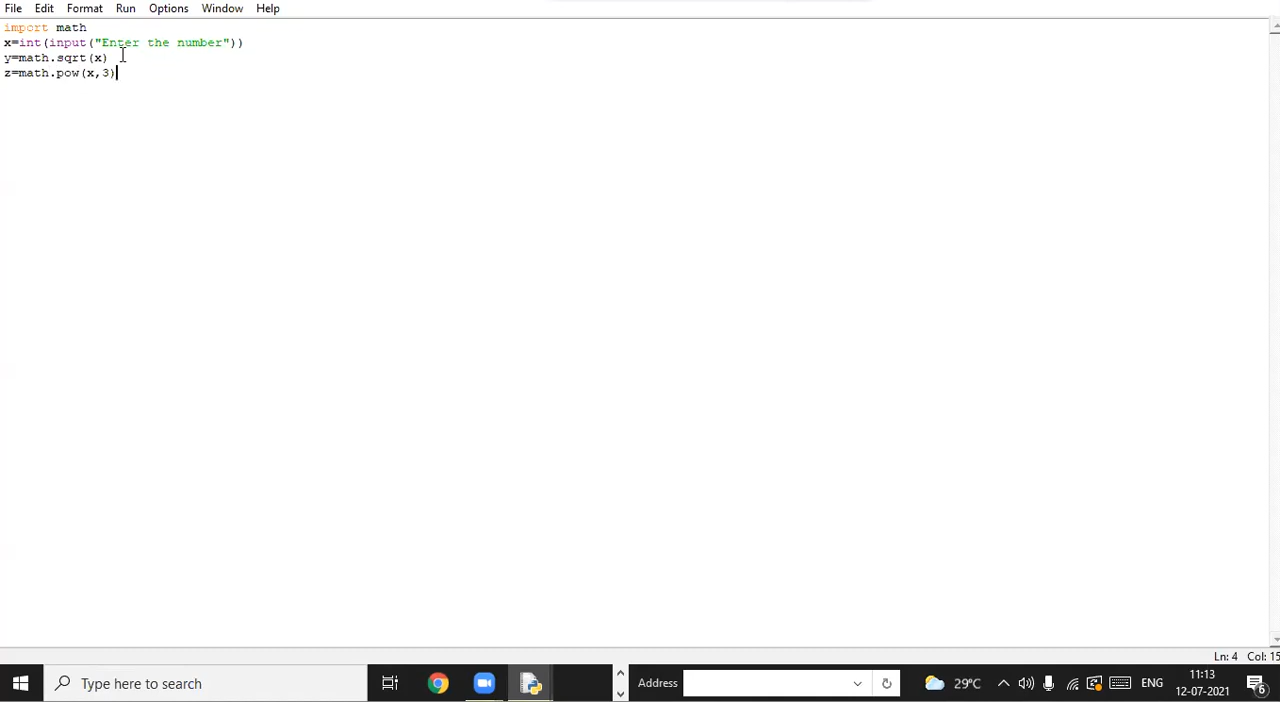 File Edit Format Run Options Window Help
import math
x=int(input("Enter the number"))
y=math.sqrt(x)
z=math.pow(x,3)
Ln: 4 Col: 15
Type here to search
Address
29°C
ENG
11:13
12-07-2021
6